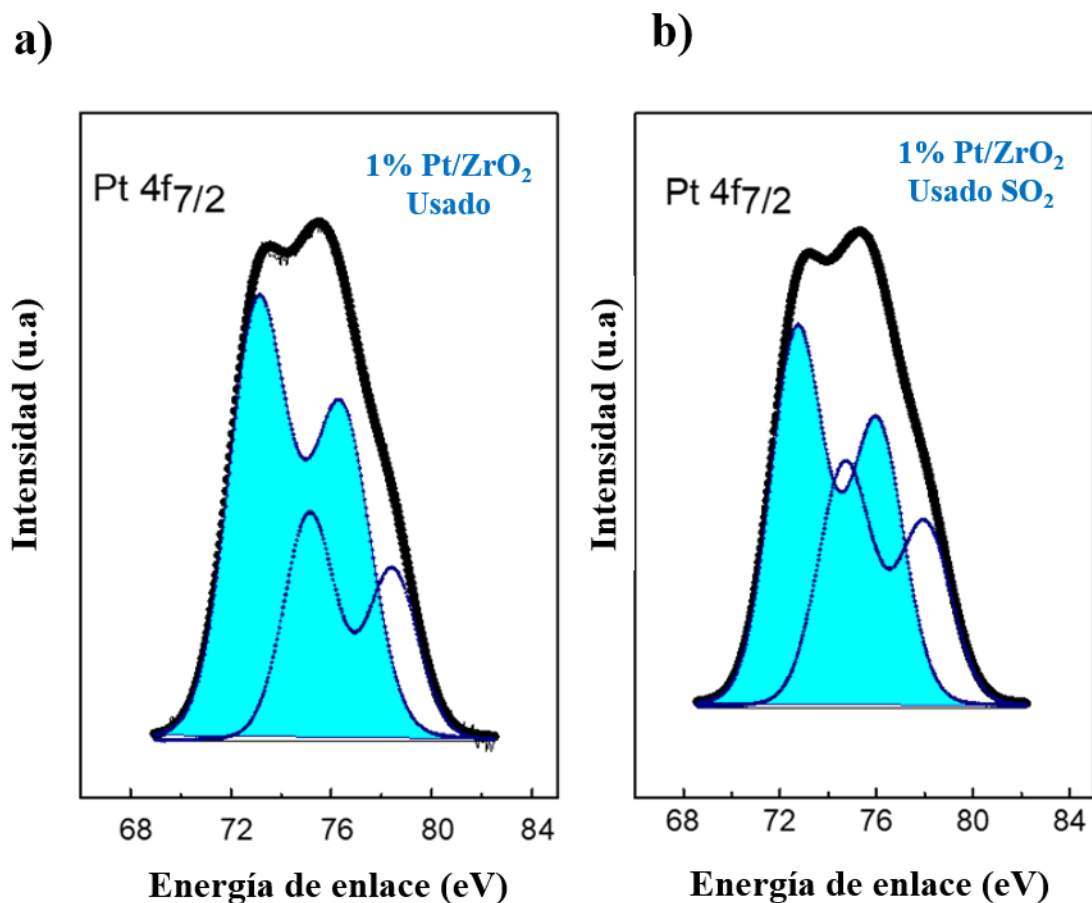 a)
b)
1% Pt/ZrO₂
Usado
Pt 4f7/2
1% Pt/ZrO₂
Usado SO₂
Pt 4f7/2
Intensidad (u.a)
Intensidad (u.a)
68 72 76 80 84
68 72 76 80 84
Energía de enlace (eV)
Energía de enlace (eV)